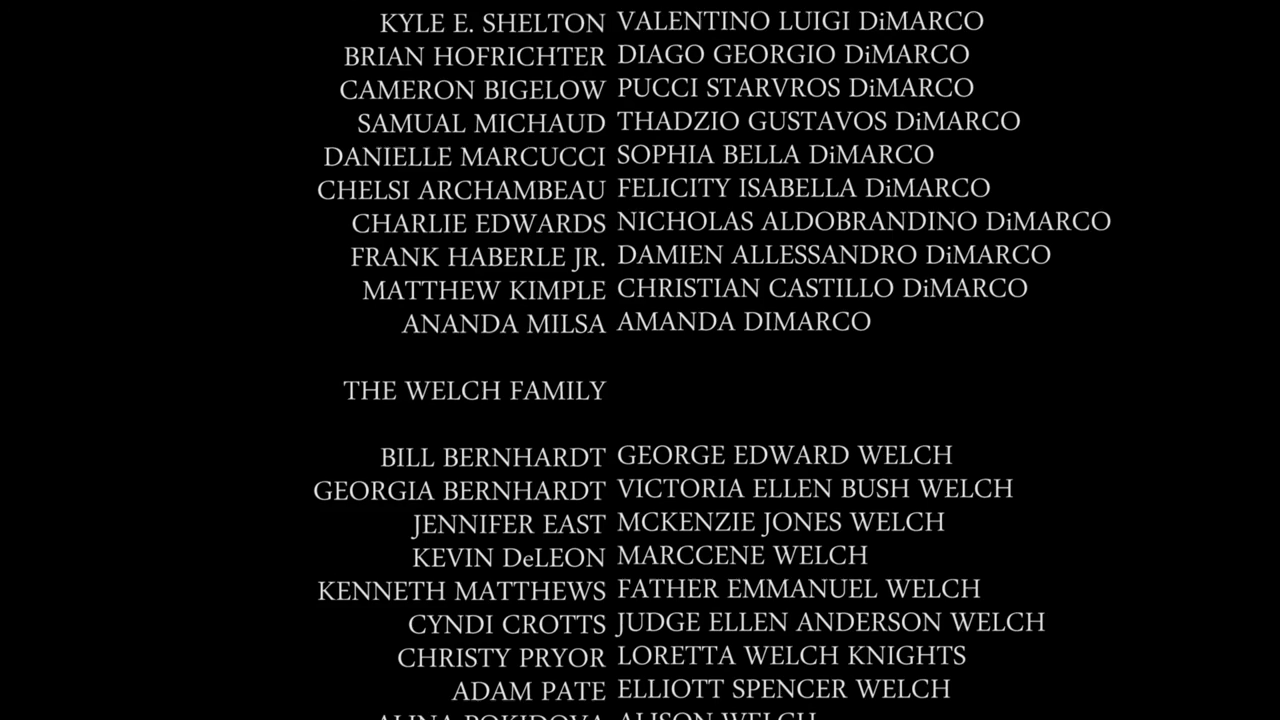 KYLE E. SHELTON VALENTINO LUIGI DiMARCO
BRIAN HOFRICHTER DIAGO GEORGIO DiMARCO
CAMERON BIGELOW PUCCI STARVROS DiMARCO
SAMUAL MICHAUD THADZIO GUSTAVOS DiMARCO
DANIELLE MARCUCCI SOPHIA BELLA DiMARCO
CHELSI ARCHAMBEAU FELICITY ISABELLA DiMARCO
CHARLIE EDWARDS NICHOLAS ALDOBRANDINO DiMARCO
FRANK HABERLE JR. DAMIEN ALLESSANDRO DiMARCO
MATTHEW KIMPLE CHRISTIAN CASTILLO DiMARCO
ANANDA MILSA AMANDA DIMARCO
THE WELCH FAMILY
BILL BERNHARDT GEORGE EDWARD WELCH
GEORGIA BERNHARDT VICTORIA ELLEN BUSH WELCH
JENNIFER EAST MCKENZIE JONES WELCH
KEVIN DeLEON MARCCENE WELCH
KENNETH MATTHEWS FATHER EMMANUEL WELCH
CYNDI CROTTS JUDGE ELLEN ANDERSON WELCH
CHRISTY PRYOR LORETTA WELCH KNIGHTS
ADAM PATE ELLIOTT SPENCER WELCH
ALINA POKIDOVA ALISON WELCH